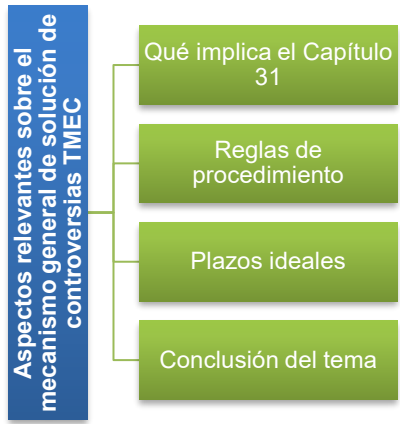 Aspectos relevantes sobre el
mecanismo general de solución de
controversias TMEC
Qué implica el Capítulo
31
Reglas de
procedimiento
Plazos ideales
Conclusión del tema